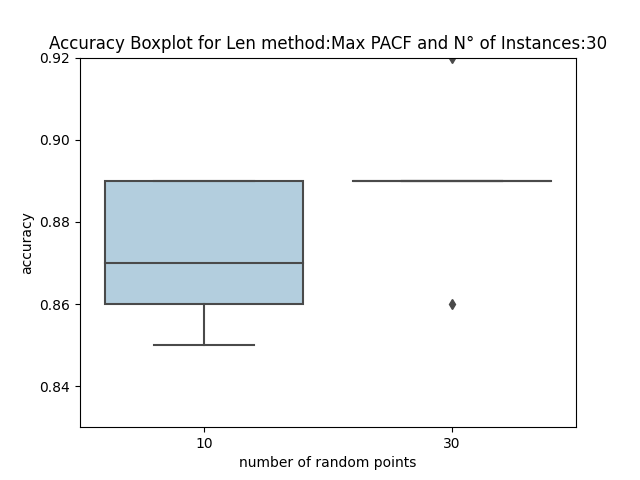 Accuracy Boxplot for Len method:Max PACF and N° of Instances:30
0.92
0.90
0.88
0.86
0.84
accuracy
10
30
number of random points